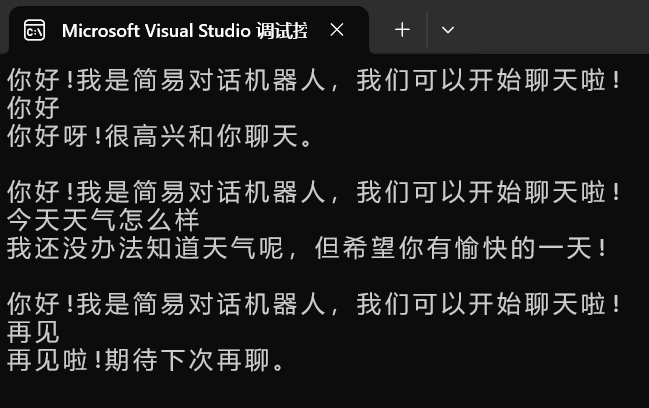 Microsoft Visual Studio 调试控
你好!我是简易对话机器人，我们可以开始聊天啦!
你好
你好呀!很高兴和你聊天。
你好!我是简易对话机器人，我们可以开始聊天啦!
今天天气怎么样
我还没办法知道天气呢，但希望你有愉快的一天!
你好!我是简易对话机器人，我们可以开始聊天啦!
再见
再见啦!期待下次再聊。